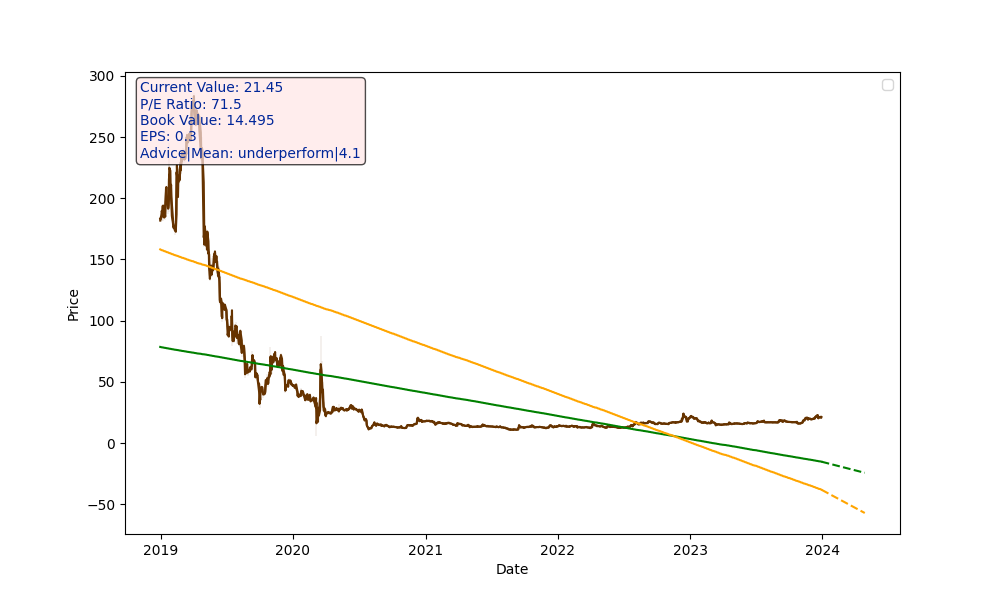 Current Value: 21.45
P/E Ratio: 71.5
Book Value: 14.495
EPS: 0.3
Advice|Mean: underperform|4.1
300
250
200
150
100
50
0
−50
Price
2019
2020
2021
2022
2023
2024
Date